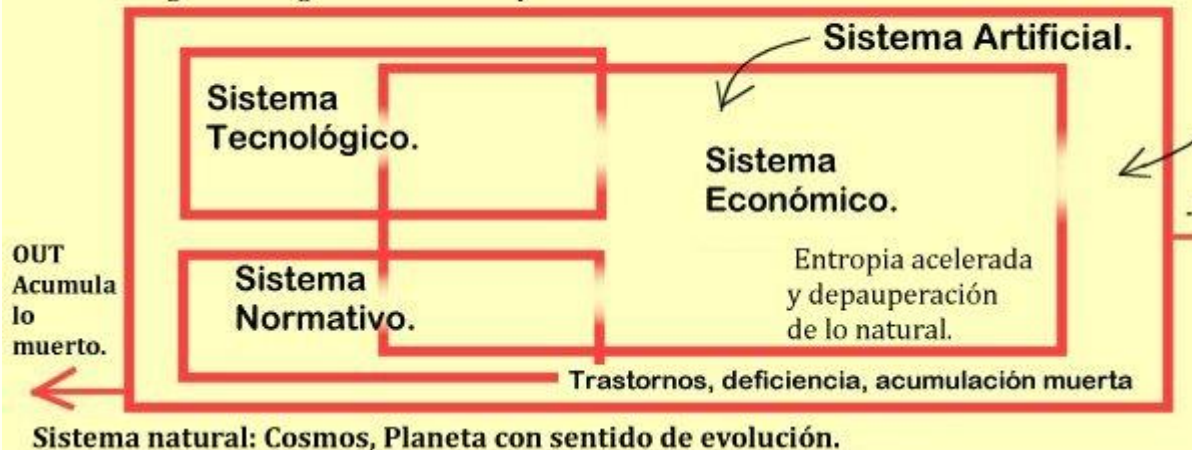 Sistema Artificial.
Sistema
Tecnológico.
Sistema
Económico.
OUT
Acumula
lo
muerto.
Sistema
Normativo.
Entropia acelerada
y depauperación
de lo natural.
Trastornos, deficiencia, acumulación muerta
Sistema natural: Cosmos, Planeta con sentido de evolución.